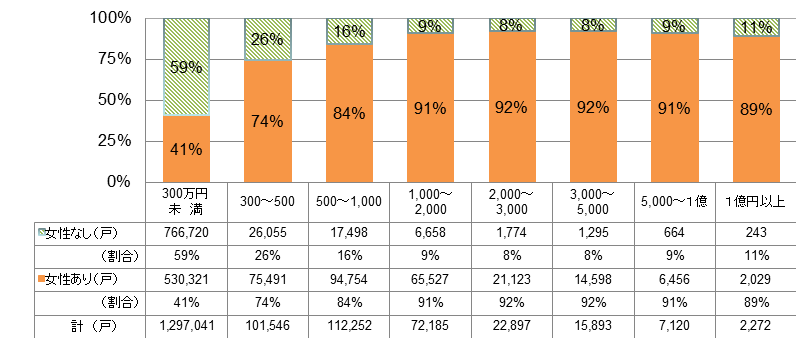 100%
75%
50%
25%
0%
59% 26% 16% 9% 8% 8% 9% 11%
41% 74% 84% 91% 92% 92% 91% 89%
300万円未　満 300～500 500～1,000 1,000～2,000 2,000～3,000 3,000～5,000 5,000～1億 1億円以上
女性なし（戸） 766,720 26,055 17,498 6,658 1,774 1,295 664 243
（割合） 59% 26% 16% 9% 8% 8% 9% 11%
女性あり（戸） 530,321 75,491 94,754 65,527 21,123 14,598 6,456 2,029
（割合） 41% 74% 84% 91% 92% 92% 91% 89%
計　（戸） 1,297,041 101,546 112,252 72,185 22,897 15,893 7,120 2,272